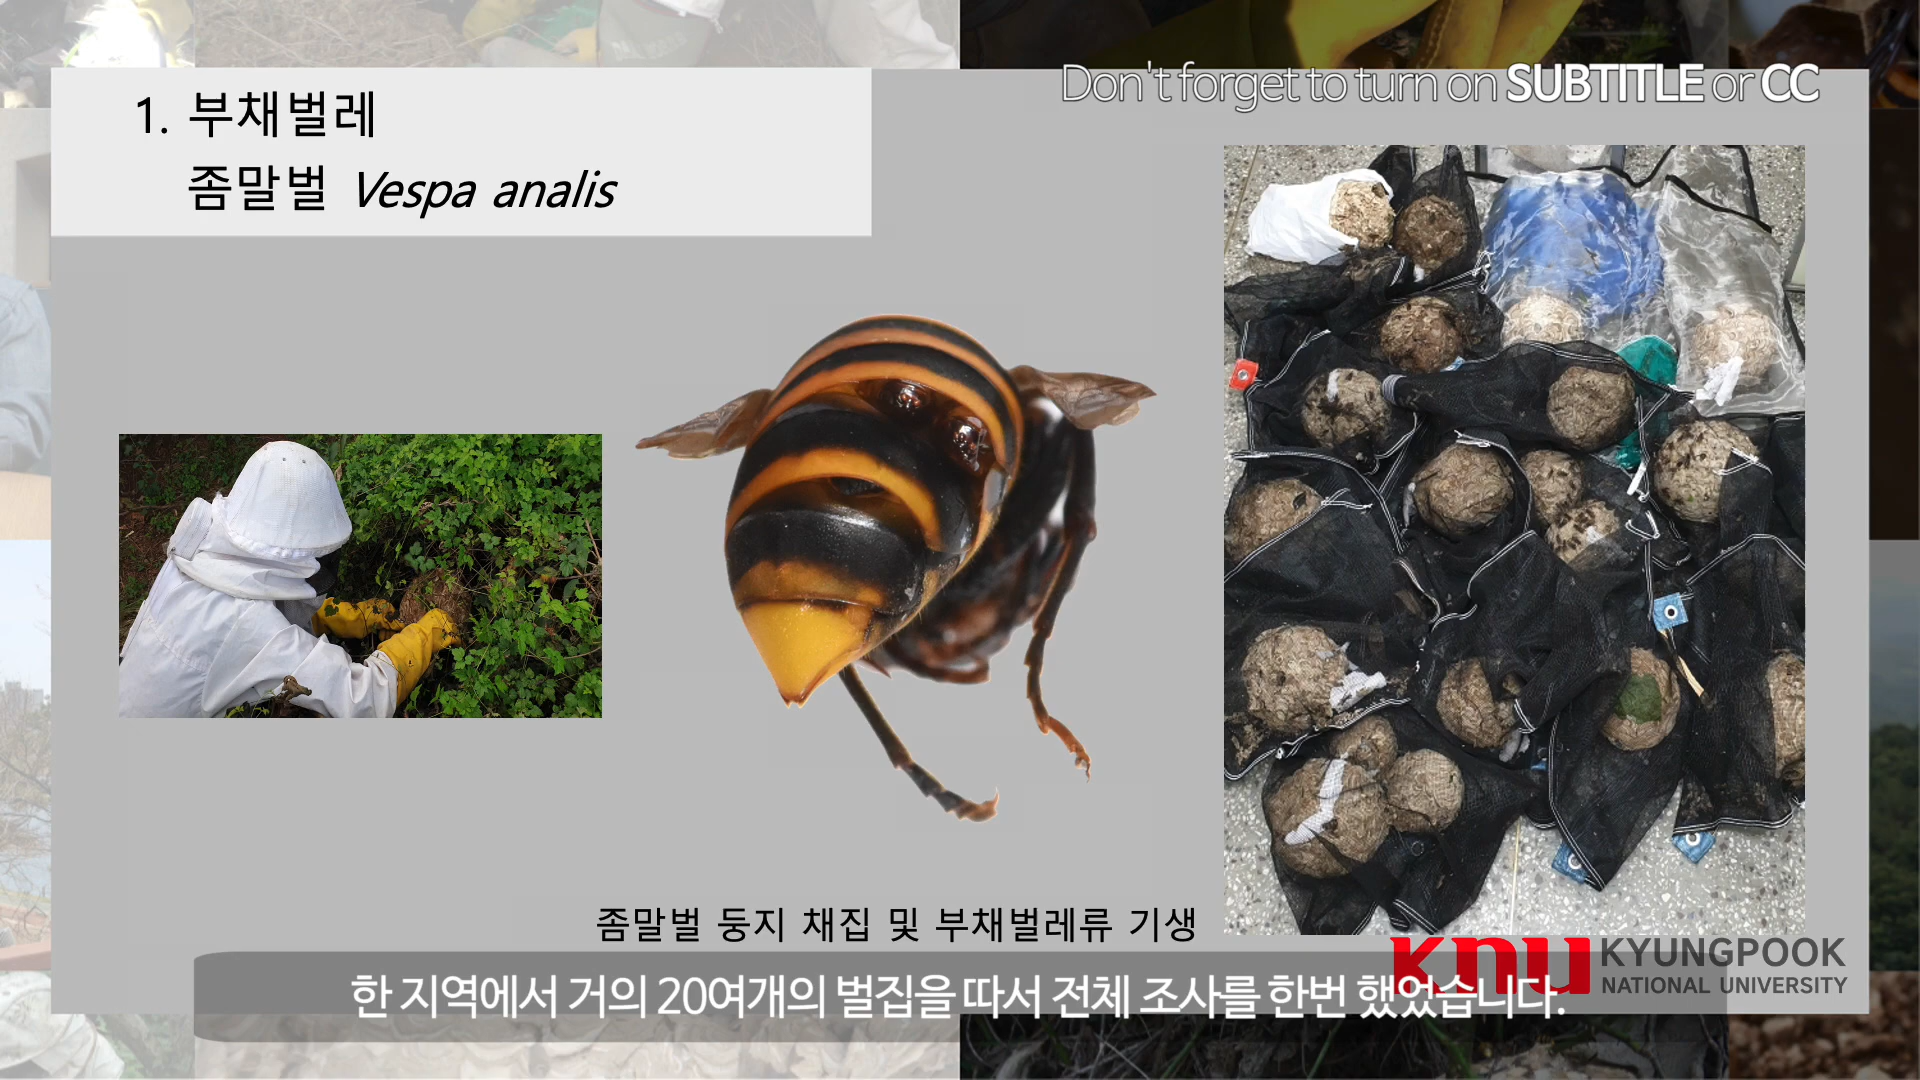 Don't forget to turn on SUBTITLE or CC
1. 부채벌레
좀말벌 Vespa analis
좀말벌 둥지 채집 및 부채벌레류 기생
knu KYUNGPOOK
NATIONAL UNIVERSITY
한 지역에서 거의 20여개의 벌집을 따서 전체 조사를 한번 했었습니다.